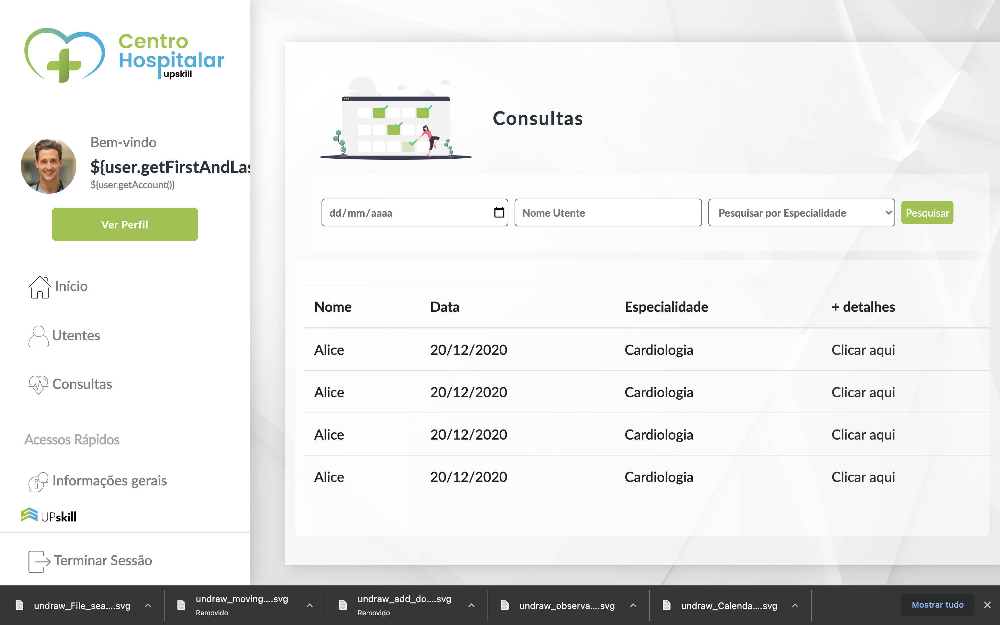 Centro
Hospitalar
upskill
Bem-vindo
${user.getFirstAndLas
${user.getAccount()}
Ver Perfil
Início
Utentes
Consultas
Acessos Rápidos
Informações gerais
UPskill
Terminar Sessão
Consultas
dd/mm/aaaa Nome Utente Pesquisar por Especialidade Pesquisar
Nome Data Especialidade + detalhes
Alice 20/12/2020 Cardiologia Clicar aqui
Alice 20/12/2020 Cardiologia Clicar aqui
Alice 20/12/2020 Cardiologia Clicar aqui
Alice 20/12/2020 Cardiologia Clicar aqui
undraw_File_sea....svg
undraw_moving....svg
Removido
undraw_add_do....svg
Removido
undraw_observa....svg
undraw_Calenda....svg
Mostrar tudo